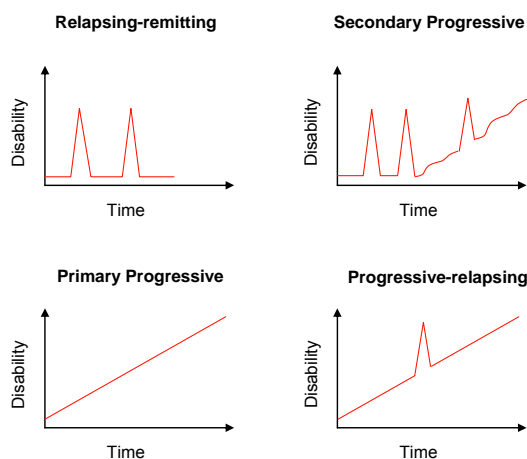 Relapsing-remitting
Disability
Time
Secondary Progressive
Disability
Time
Primary Progressive
Disability
Time
Progressive-relapsing
Disability
Time